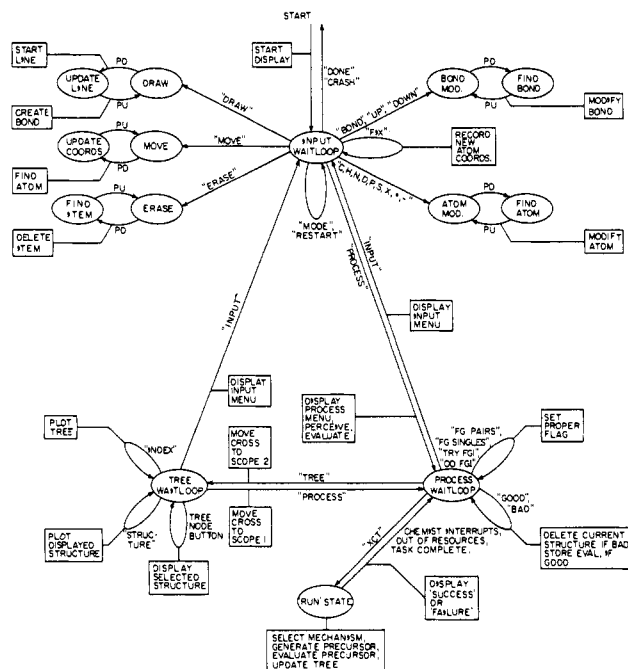 START
START
DISPLAY
"DONE"
"CRASH"
START
LINE
PD
UPDATE
LINE
DRAW
PU
CREATE
BOND
"DRAW"
PU
UPDATE
COORDS
MOVE
PD
FIND
ATOM
"MOVE"
PU
FIND
ITEM
ERASE
PD
DELETE
ITEM
"ERASE"
INPUT
WAITLOOP
"BOND", "UP", "DOWN"
BOND
MOD.
PD
FIND
BOND
PU
MODIFY
BOND
"FIX"
RECORD
NEW
ATOM
COORDS.
"C,H,N,O,P,S,X,+,-"
ATOM
MOD.
PD
FIND
ATOM
PU
MODIFY
ATOM
"MODE",
"RESTART"
"INPUT"
"PROCESS"
"INPUT"
DISPLAY
INPUT
MENU
DISPLAY
INPUT
MENU
DISPLAY
PROCESS
MENU,
PERCEIVE,
EVALUATE
PLOT
TREE
"INDEX"
TREE
WAITLOOP
PLOT
DISPLAYED
STRUCTURE
"STRUC-
TURE"
TREE
NODE
BUTTON
DISPLAY
SELECTED
STRUCTURE
MOVE
CROSS
TO
SCOPE 2
"TREE"
"PROCESS"
MOVE
CROSS
TO
SCOPE 1
"FG PAIRS",
"FG SINGLES"
"TRY FGI"
"DO FGI"
SET
PROPER
FLAG
PROCESS
WAITLOOP
"GOOD",
"BAD"
DELETE CURRENT
STRUCTURE IF BAD
STORE EVAL, IF
GOOD
"XCT"
CHEMIST INTERRUPTS,
OUT OF RESOURCES,
TASK COMPLETE.
DISPLAY
'SUCCESS'
OR
'FAILURE'
'RUN' STATE
SELECT MECHANISM,
GENERATE PRECURSOR,
EVALUATE PRECURSOR,
UPDATE TREE